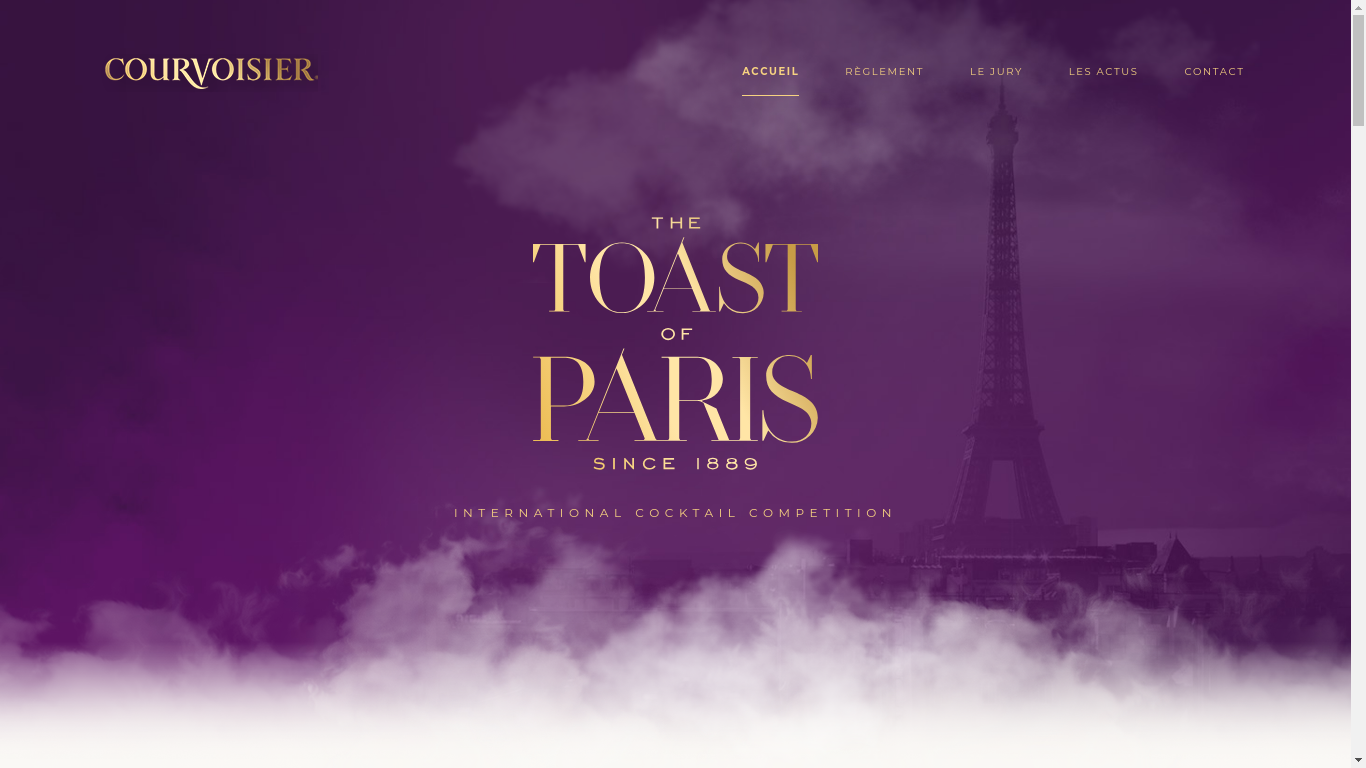 COURVOISIER
ACCUEIL RÈGLEMENT LE JURY LES ACTUS CONTACT
THE
TOAST
OF
PARIS
SINCE 1889
INTERNATIONAL COCKTAIL COMPETITION